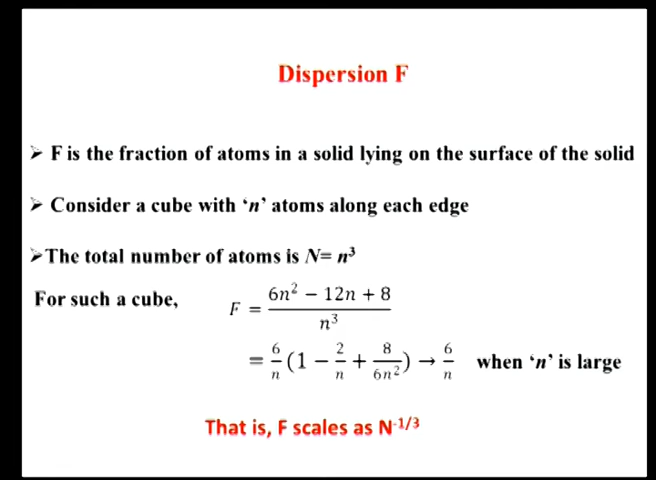 Dispersion F
➢ F is the fraction of atoms in a solid lying on the surface of the solid
➢ Consider a cube with ‘n’ atoms along each edge
➢The total number of atoms is N= n³
For such a cube, F = (6n² − 12n + 8)/n³
= 6/n (1 − 2/n + 8/6n²) → 6/n when ‘n’ is large
That is, F scales as N^-1/3